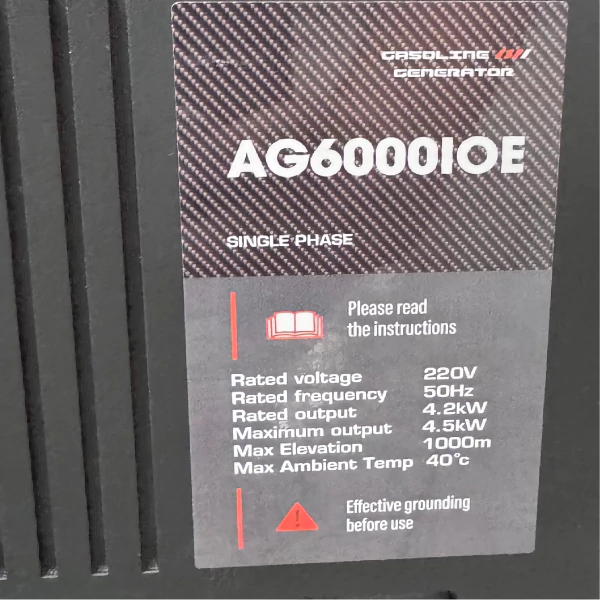 GASOLINE
GENERATOR
AG6000IOE
SINGLE PHASE
Please read
the instructions
Rated voltage 220V
Rated frequency 50Hz
Rated output 4.2kW
Maximum output 4.5kW
Max Elevation 1000m
Max Ambient Temp 40°c
Effective grounding
before use